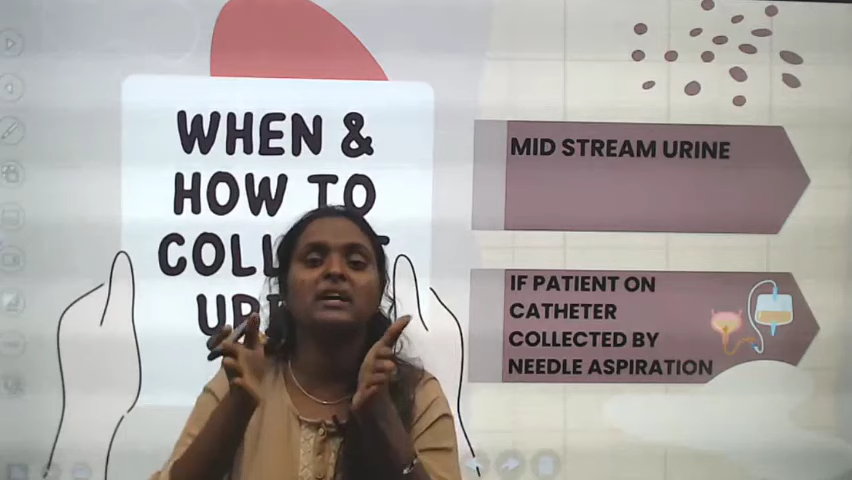 WHEN &
HOW TO
MID STREAM URINE
IF PATIENT ON
CATHETER
COLLECTED BY
NEEDLE ASPIRATION